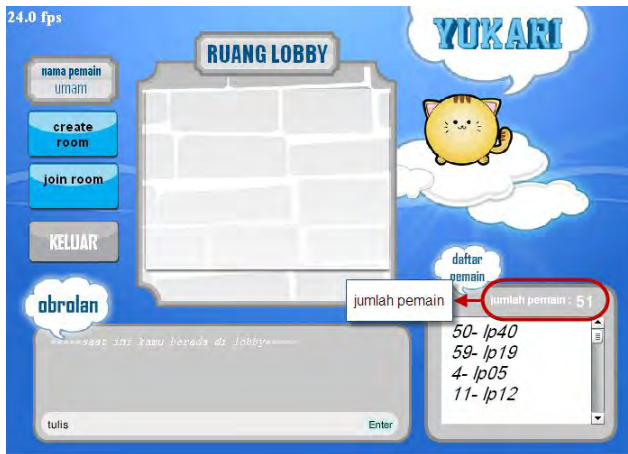 24.0 fps
YUKARI
RUANG LOBBY
nama pemain
umam
create
room
join room
KELUAR
daftar
pemain
jumlah pemain
jumlah pemain : 51
obrolan
=====saat ini kamu berada di lobby=====
50- lp40
59- lp19
4- lp05
11- lp12
tulis
Enter